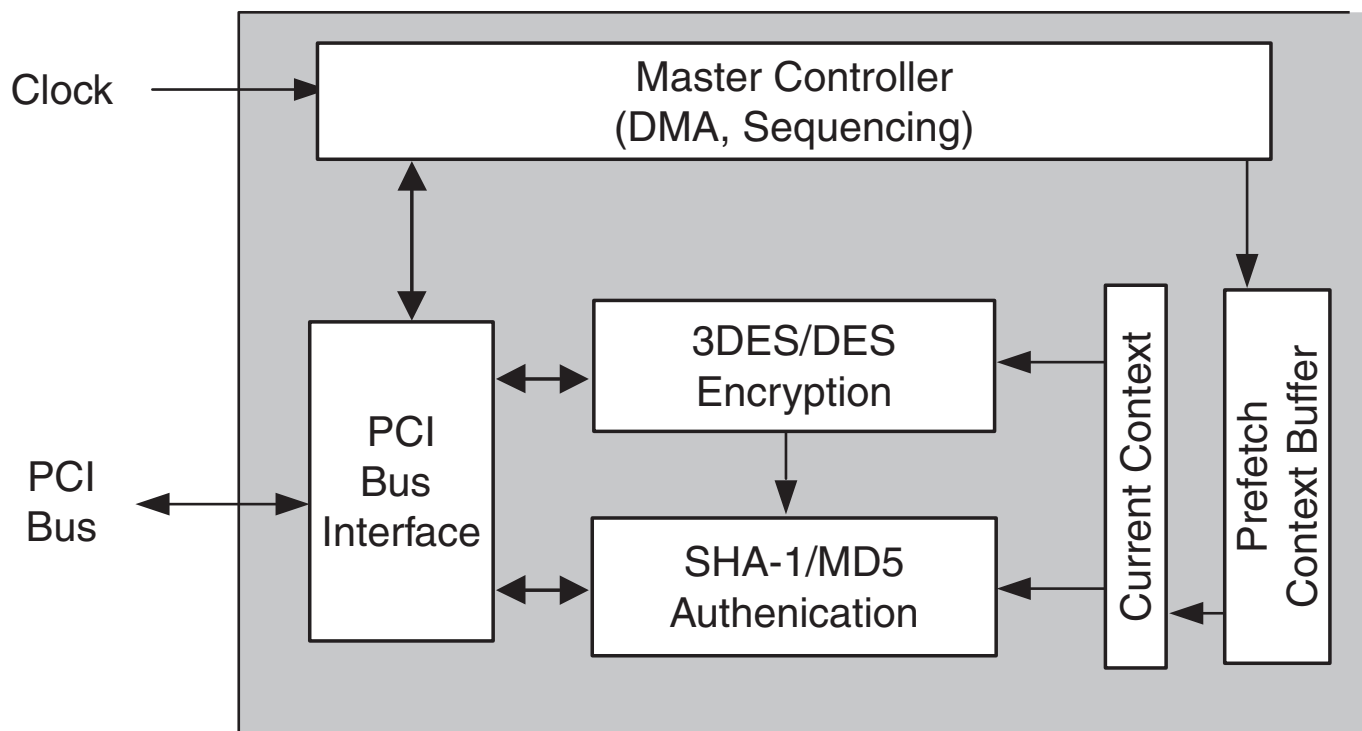 Clock
Master Controller
(DMA, Sequencing)
3DES/DES
Encryption
PCI
Bus
PCI
Bus
Interface
SHA-1/MD5
Authenication
Current Context
Prefetch
Context Buffer